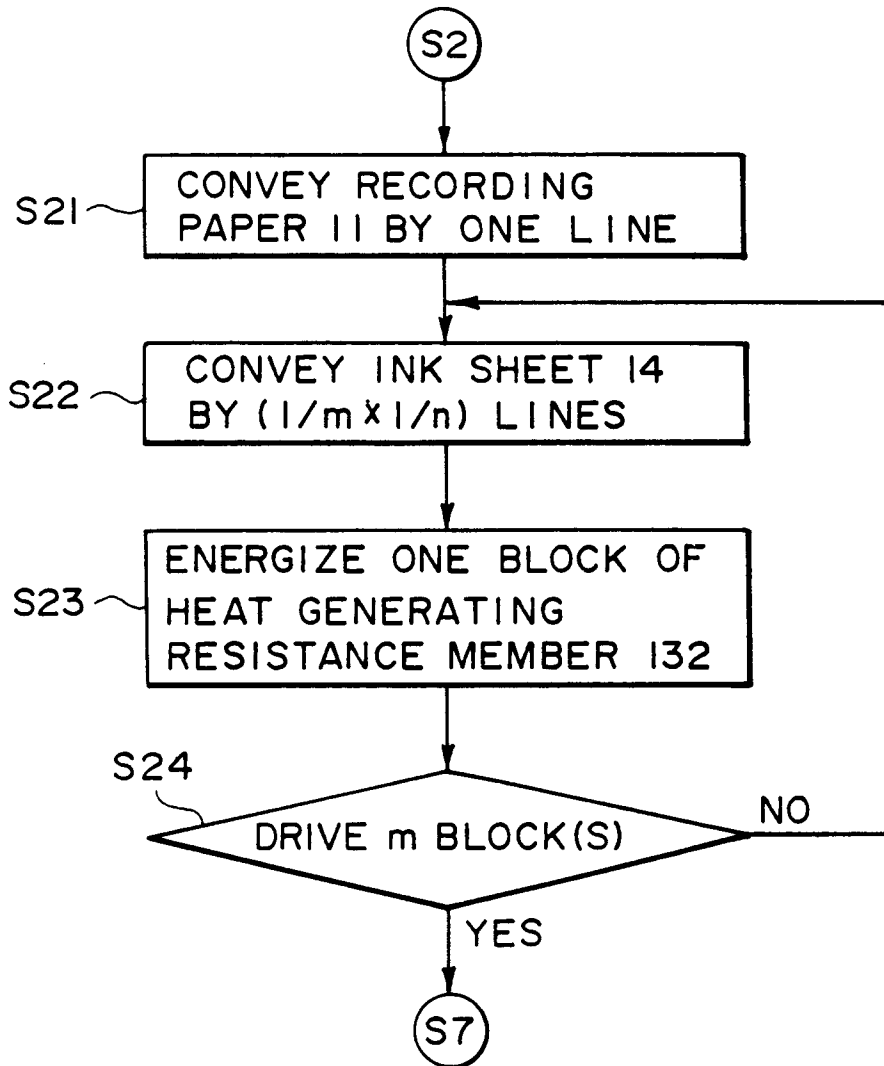 S2
S21
CONVEY RECORDING
PAPER 11 BY ONE LINE
S22
CONVEY INK SHEET 14
BY (1/m x 1/n) LINES
S23
ENERGIZE ONE BLOCK OF
HEAT GENERATING
RESISTANCE MEMBER 132
S24
DRIVE m BLOCK(S)
NO
YES
S7